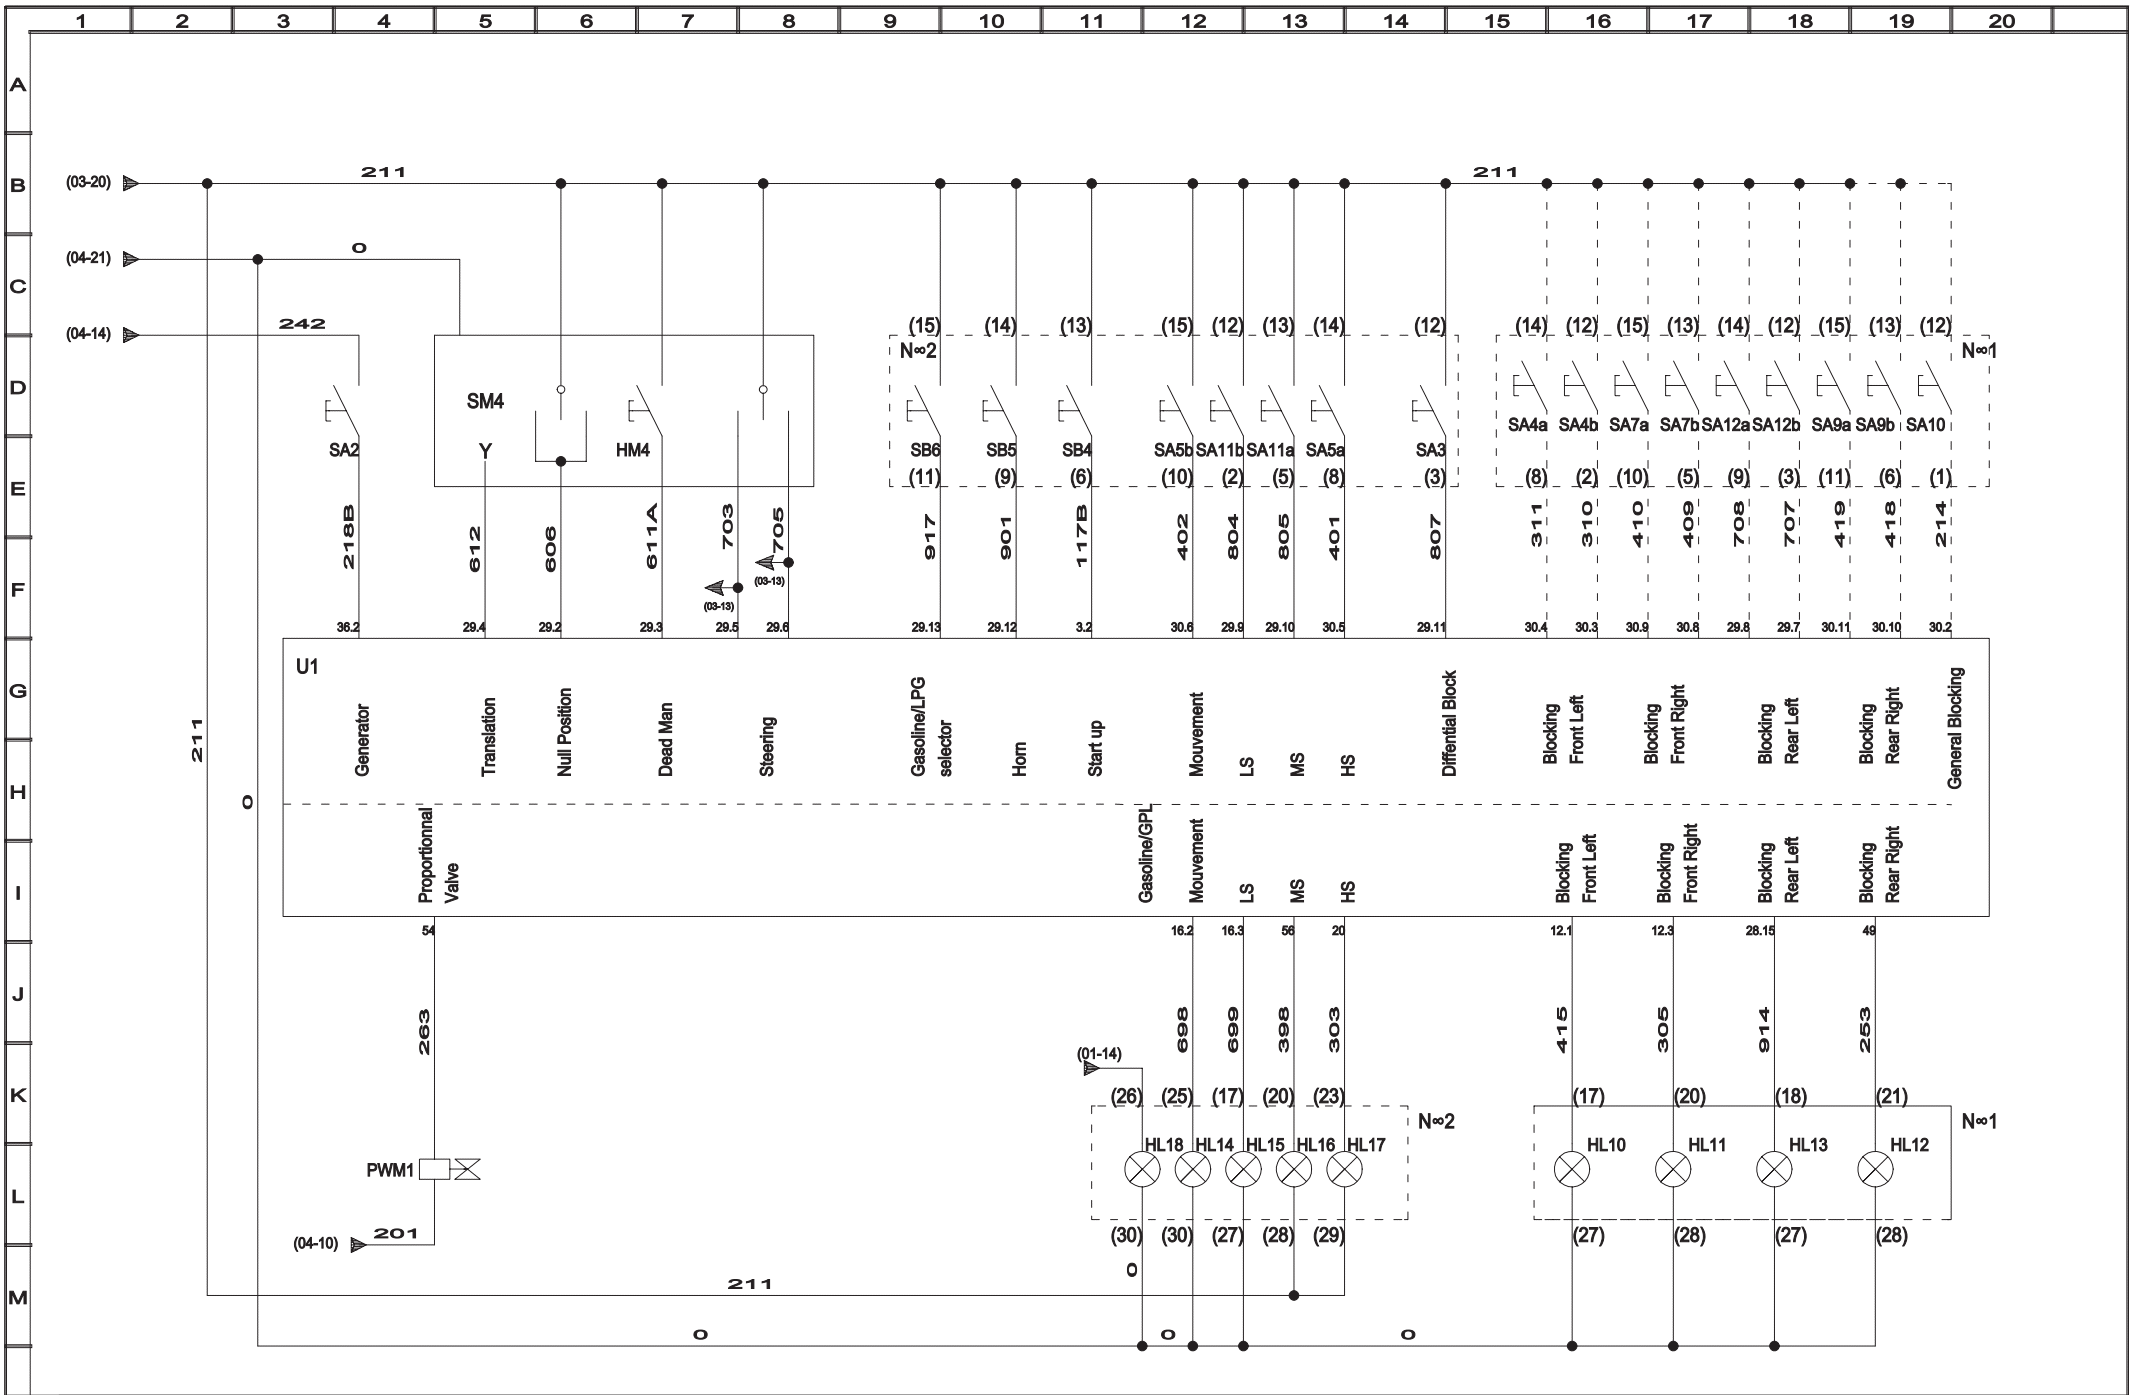 1 2 3 4 5 6 7 8 9 10 11 12 13 14 15 16 17 18 19 20
A
B
C
D
E
F
G
H
I
J
K
L
M
(03-20) 211 211
(04-21) 0
(04-14) 242
(15) (14) (13) (15) (12) (13) (14) (12) (14) (12) (15) (13) (14) (12) (15) (13) (12)
N∞2 N∞1
SM4
SA4a SA4b SA7a SA7b SA12a SA12b SA9a SA9b SA10
SA2 Y HM4 SB6 SB5 SB4 SA5b SA11b SA11a SA5a SA3
(11) (9) (6) (10) (2) (5) (8) (3) (8) (2) (10) (5) (9) (3) (11) (6) (1)
218B 612 606 611A 703 705 917 901 117B 402 804 805 401 807 311 310 410 409 708 707 419 418 214
(03-13)
(03-13)
36.2 29.4 29.2 29.3 29.5 29.6 29.13 29.12 3.2 30.6 29.9 29.10 30.5 29.11 30.4 30.3 30.9 30.8 29.8 29.7 30.11 30.10 30.2
U1
Generator
Translation
Null Position
Dead Man
Steering
Gasoline/LPG
selector
Horn
Start up
Mouvement
LS
MS
HS
Diffential Block
Blocking
Front Left
Blocking
Front Right
Blocking
Rear Left
Blocking
Rear Right
General Blocking
211
0
Proportionnal
Valve
Gasoline/GPL
Mouvement
LS
MS
HS
Blocking
Front Left
Blocking
Front Right
Blocking
Rear Left
Blocking
Rear Right
54 16.2 16.3 56 20 12.1 12.3 28.15 49
263 698 699 398 303 415 305 914 253
(01-14)
(26) (25) (17) (20) (23) (17) (20) (18) (21)
N∞2 N∞1
HL18 HL14 HL15 HL16 HL17 HL10 HL11 HL13 HL12
PWM1
(04-10) 201
(30) (30) (27) (28) (29) (27) (28) (27) (28)
0
211
0 0 0